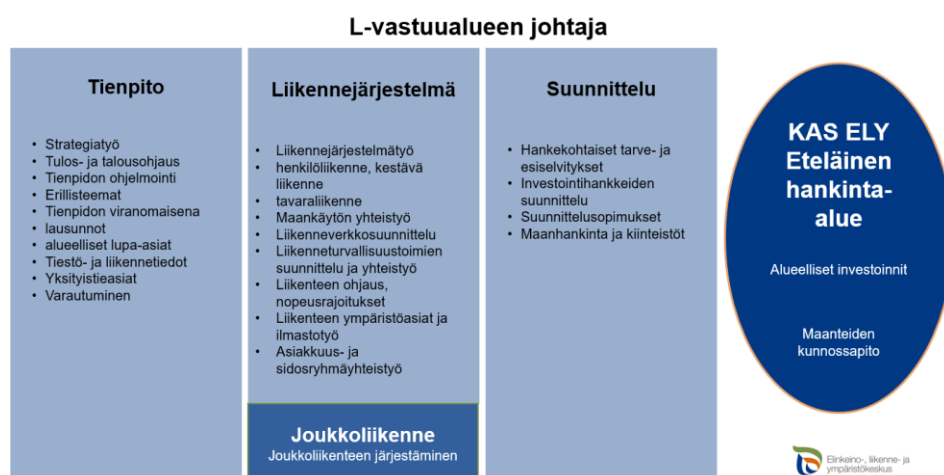 L-vastuualueen johtaja
Tienpito
• Strategiatyö
• Tulos- ja talousohjaus
• Tienpidon ohjelmointi
• Erillisteemat
• Tienpidon viranomaisena
• lausunnot
• alueelliset lupa-asiat
• Tiestö- ja liikennetiedot
• Yksityistieasiat
• Varautuminen
Liikennejärjestelmä
• Liikennejärjestelmätyö
• henkilöliikenne, kestävä
liikenne
• tavaraliikenne
• Maankäytön yhteistyö
• Liikenneverkkosuunnittelu
• Liikenneturvallisuustoimien
suunnittelu ja yhteistyö
• Liikenteen ohjaus,
nopeusrajoitukset
• Liikenteen ympäristöasiat ja
ilmastotyö
• Asiakkuus- ja
sidosryhmäyhteistyö
Joukkoliikenne
Joukkoliikenteen järjestäminen
Suunnittelu
• Hankekohtaiset tarve- ja
esiselvitykset
• Investointihankkeiden
suunnittelu
• Suunnittelusopimukset
• Maanhankinta ja kiinteistöt
KAS ELY
Eteläinen
hankinta-
alue
Alueelliset investoinnit
Maanteiden
kunnossapito
Elinkeino-, liikenne- ja
ympäristökeskus